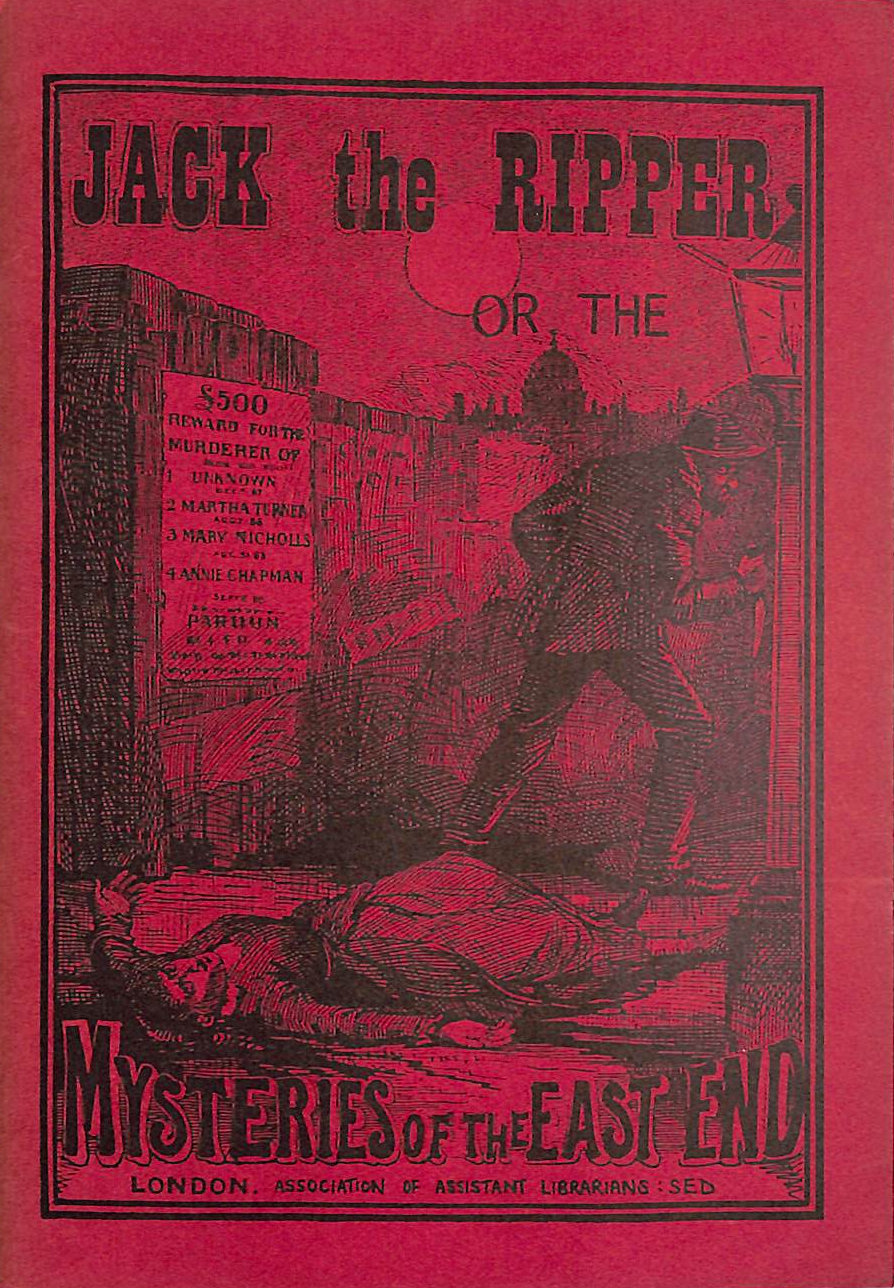 JACK the RIPPER
OR THE
$500
REWARD FOR THE
MURDERER OF
1 UNKNOWN
2 MARTHA TURNER
3 MARY NICHOLLS
4 ANNIE CHAPMAN
PARDON
MYSTERIES OF THE EAST END
LONDON. ASSOCIATION OF ASSISTANT LIBRARIANS : SED